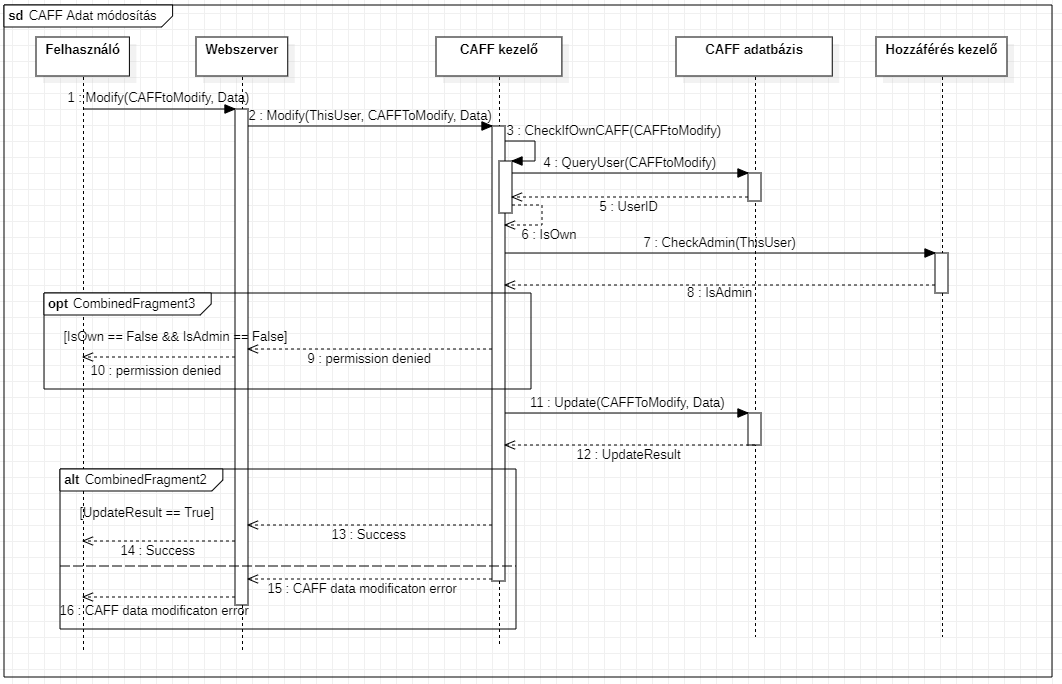 sd CAFF Adat módosítás
Felhasználó
Webszerver
CAFF kezelő
CAFF adatbázis
Hozzáférés kezelő
1 : Modify(CAFFtoModify, Data)
2 : Modify(ThisUser, CAFFToModify, Data)
3 : CheckIfOwnCAFF(CAFFtoModify)
4 : QueryUser(CAFFtoModify)
5 : UserID
6 : IsOwn
7 : CheckAdmin(ThisUser)
8 : IsAdmin
opt CombinedFragment3
[IsOwn == False && IsAdmin == False]
9 : permission denied
10 : permission denied
11 : Update(CAFFToModify, Data)
12 : UpdateResult
alt CombinedFragment2
[UpdateResult == True]
13 : Success
14 : Success
15 : CAFF data modificaton error
16 : CAFF data modificaton error